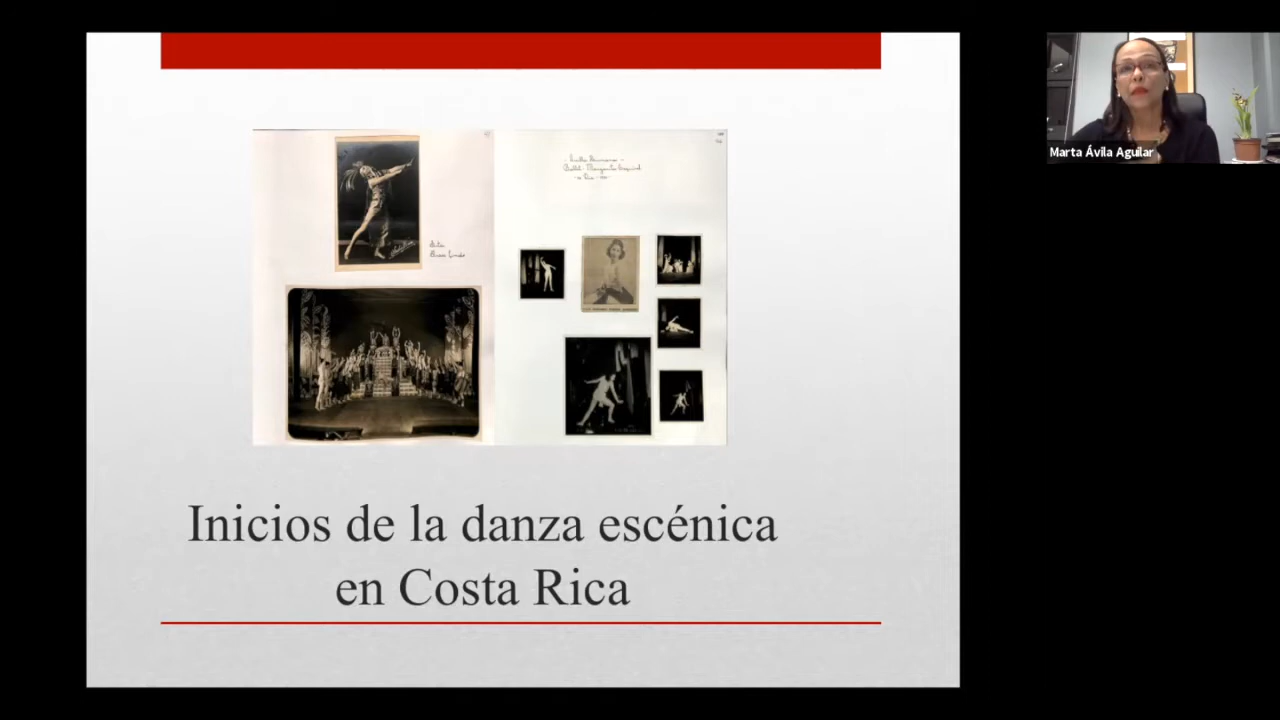 Marta Ávila Aguilar
Inicios de la danza escénica
en Costa Rica